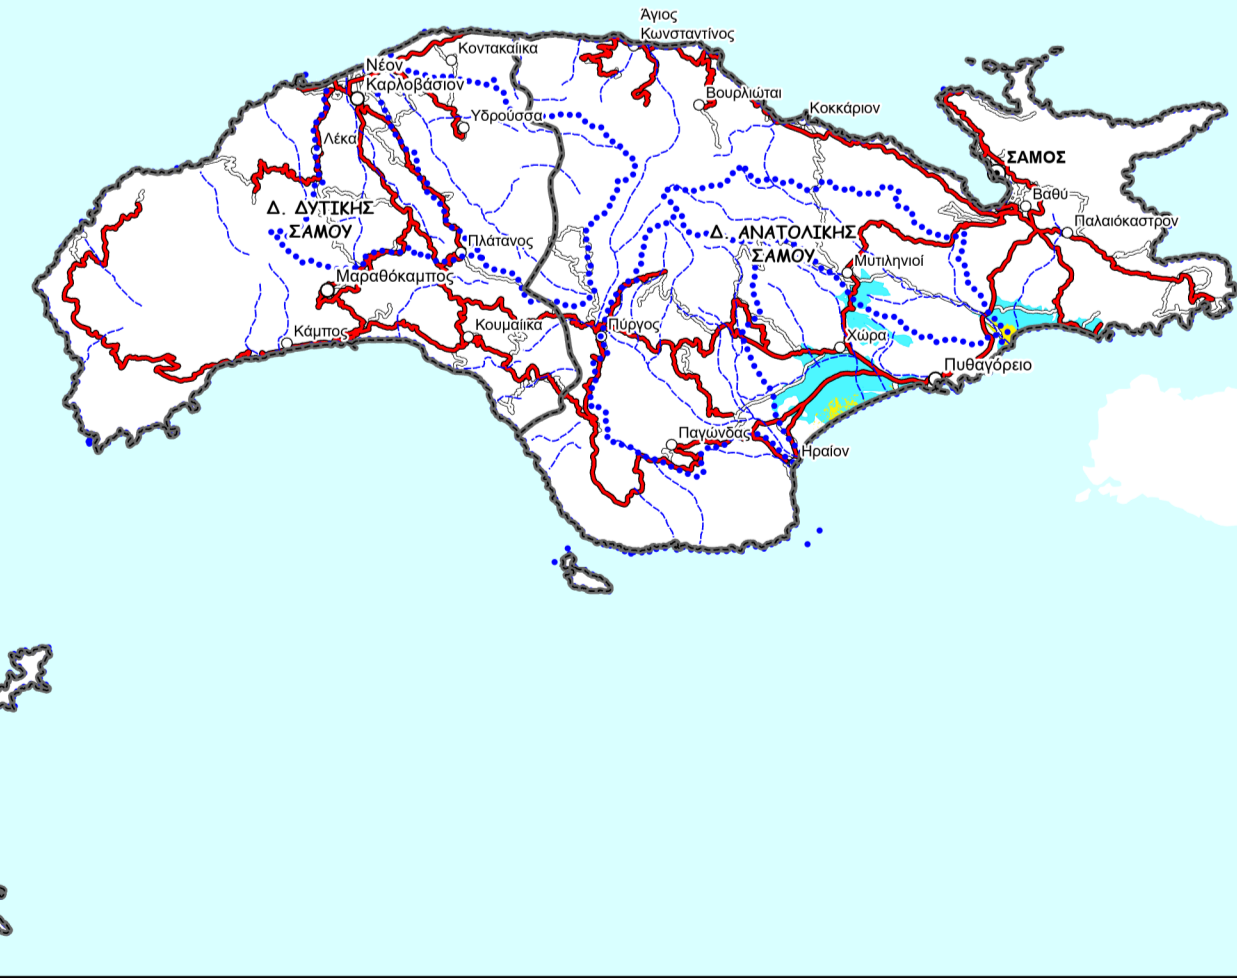 Άγιος
Κωνσταντίνος
Κοντακαίικα
Νέον
Καρλοβάσιον
Βουρλιώται
Κοκκάριον
Υδρούσσα
Λέκα
ΣΑΜΟΣ
Βαθύ
Παλαιόκαστρον
Δ. ΔΥΤΙΚΗΣ
ΣΑΜΟΥ
Δ. ΑΝΑΤΟΛΙΚΗΣ
ΣΑΜΟΥ
Πλάτανος
Μυτιληνιοί
Μαραθόκαμπος
Κάμπος
Κουμαίικα
Πύργος
Χώρα
Πυθαγόρειο
Παγώνδας
Ηραίον